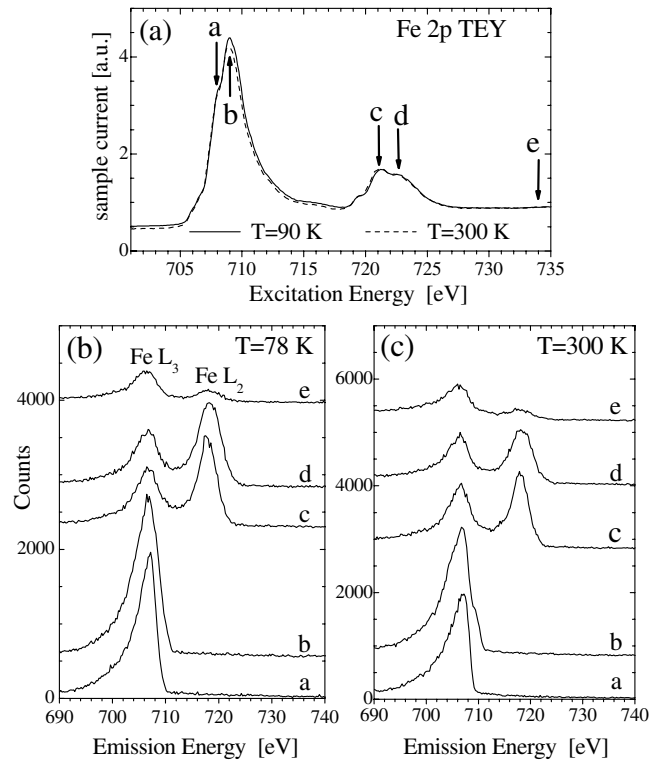 (a)
Fe 2p TEY
a
b
c
d
e
sample current [a.u.]
4
2
0
T=90 K
T=300 K
705 710 715 720 725 730 735
Excitation Energy [eV]
(b)
T=78 K
Fe L3
Fe L2
e
d
c
b
a
Counts
4000
2000
0
690 700 710 720 730 740
Emission Energy [eV]
(c)
T=300 K
e
d
c
b
a
6000
4000
2000
0
690 700 710 720 730 740
Emission Energy [eV]